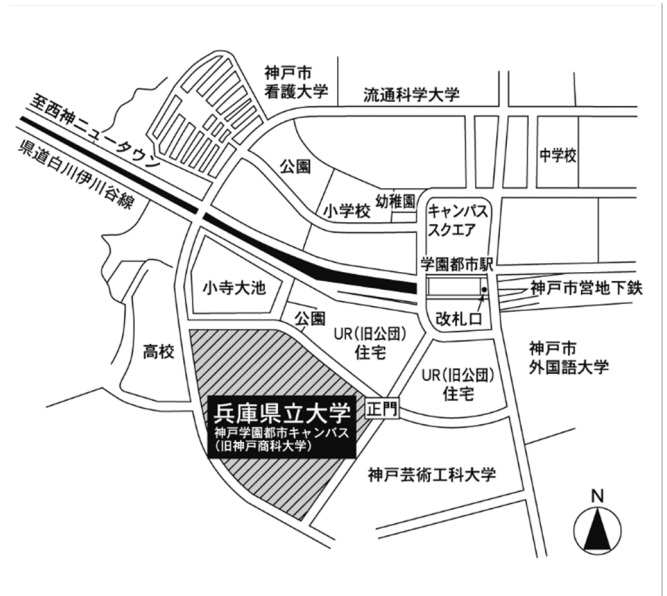 神戸市
看護大学
流通科学大学
至西神ニュータウン
県道白川伊川谷線
公園
中学校
小学校
幼稚園
キャンパス
スクエア
学園都市駅
小寺大池
神戸市営地下鉄
改札口
公園
UR(旧公団)
住宅
高校
神戸市
外国語大学
UR(旧公団)
住宅
兵庫県立大学
神戸学園都市キャンパス
(旧神戸商科大学)
正門
神戸芸術工科大学
N